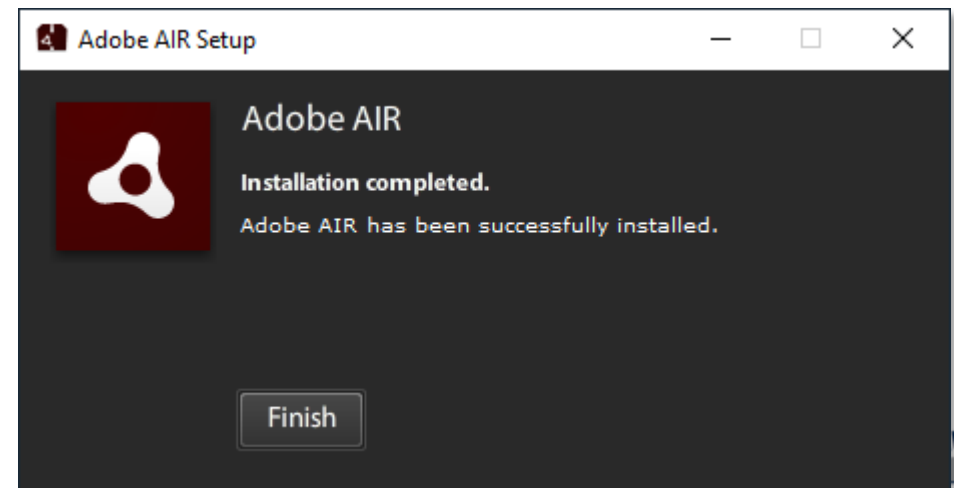 Adobe AIR Setup
Adobe AIR
Installation completed.
Adobe AIR has been successfully installed.
Finish